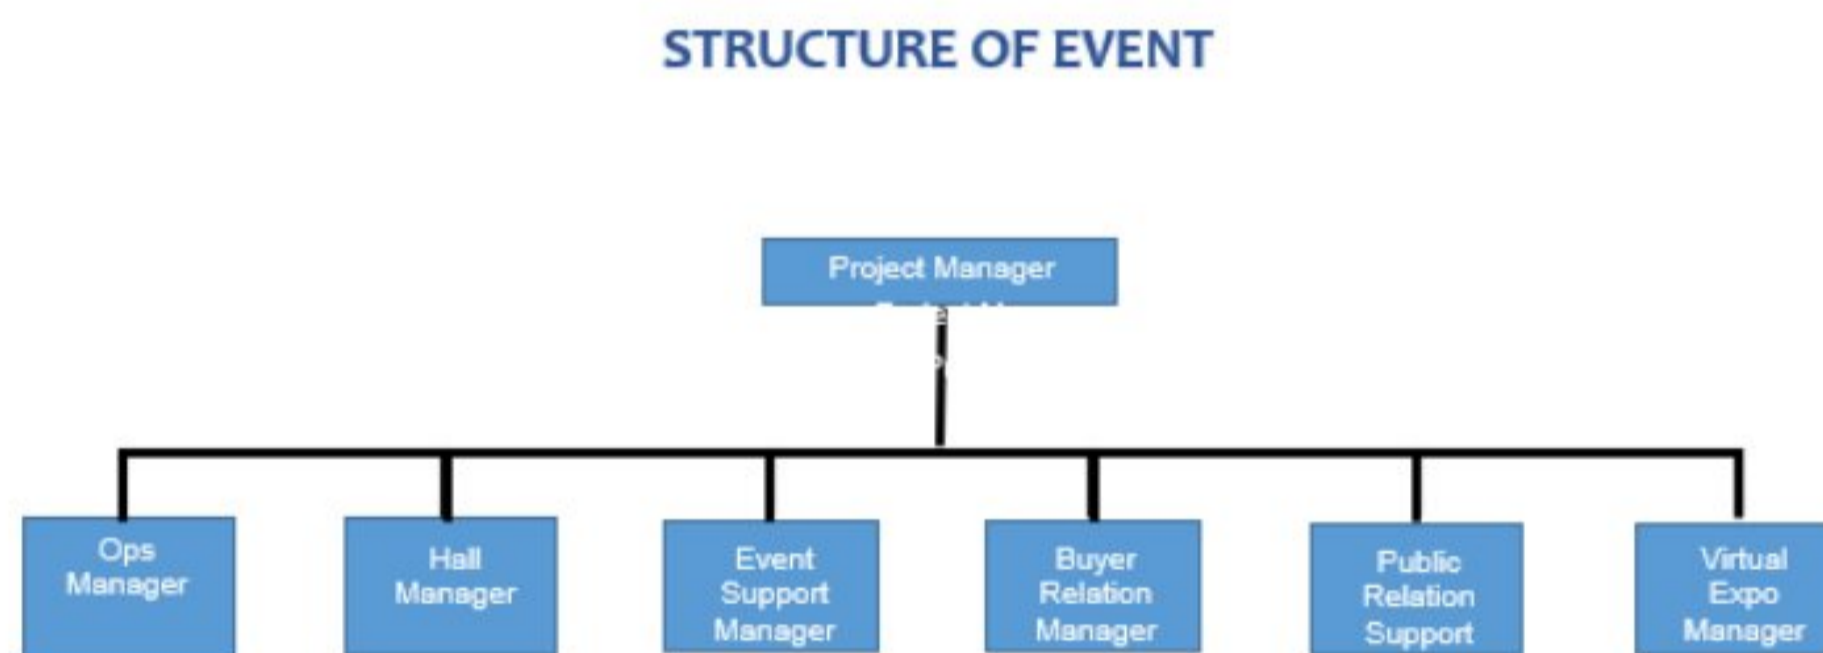 STRUCTURE OF EVENT
Project Manager
Ops
Manager
Hall
Manager
Event
Support
Manager
Buyer
Relation
Manager
Public
Relation
Support
Virtual
Expo
Manager